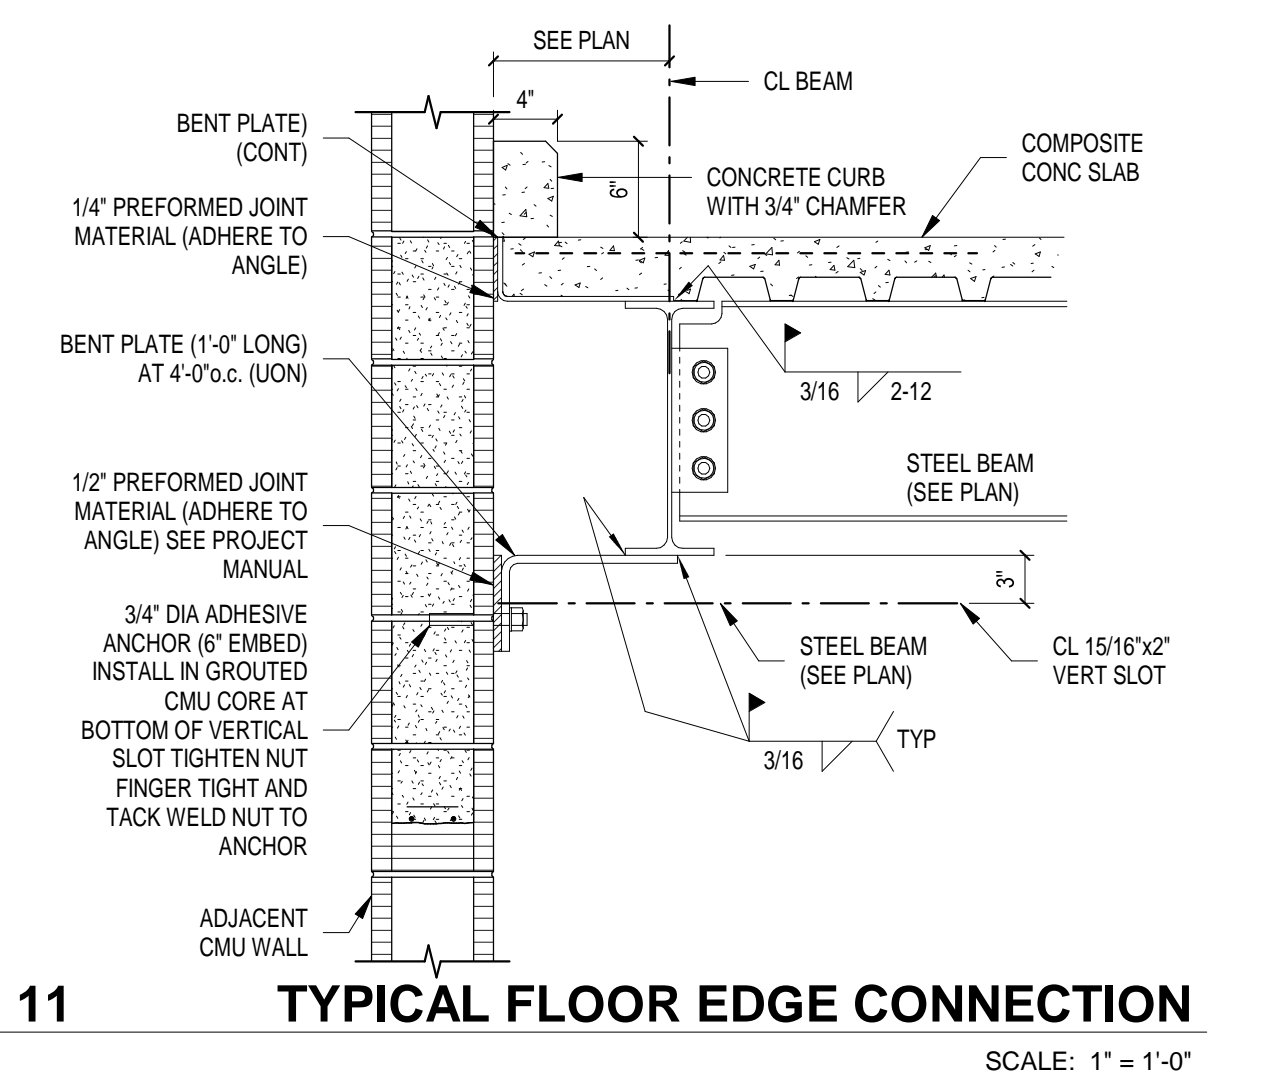 SEE PLAN
CL BEAM
4"
BENT PLATE)
(CONT)
COMPOSITE
CONC SLAB
6"
CONCRETE CURB
WITH 3/4" CHAMFER
1/4" PREFORMED JOINT
MATERIAL (ADHERE TO
ANGLE)
BENT PLATE (1'-0" LONG)
AT 4'-0"o.c. (UON)
3/16
2-12
STEEL BEAM
(SEE PLAN)
1/2" PREFORMED JOINT
MATERIAL (ADHERE TO
ANGLE) SEE PROJECT
MANUAL
3"
3/4" DIA ADHESIVE
ANCHOR (6" EMBED)
INSTALL IN GROUTED
CMU CORE AT
BOTTOM OF VERTICAL
SLOT TIGHTEN NUT
FINGER TIGHT AND
TACK WELD NUT TO
ANCHOR
STEEL BEAM
(SEE PLAN)
CL 15/16"x2"
VERT SLOT
3/16
TYP
ADJACENT
CMU WALL
11 TYPICAL FLOOR EDGE CONNECTION
SCALE: 1" = 1'-0"